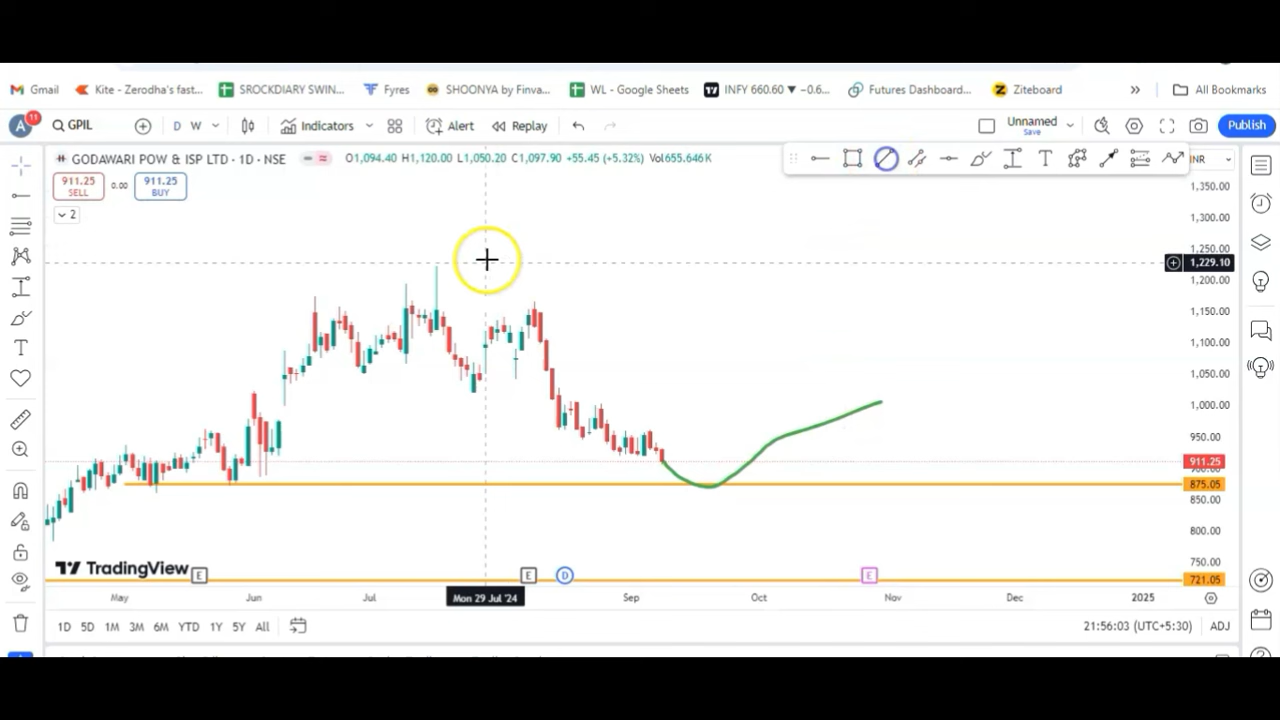 Gmail Kite - Zerodha's fast... SROCKDIARY SWIN... Fyres SHOONYA by Finva... WL - Google Sheets INFY 660.60 ▼ −0.6... Futures Dashboard... Ziteboard » All Bookmarks
A 11 GPIL D W Indicators Alert Replay Unnamed Save Publish
GODAWARI POW & ISP LTD · 1D · NSE O1,094.40 H1,120.00 L1,050.20 C1,097.90 +55.45 (+5.32%) Vol655.646K INR
911.25 SELL 0.00 911.25 BUY
2
1,350.00
1,300.00
1,250.00
1,229.10
1,200.00
1,150.00
1,100.00
1,050.00
1,000.00
950.00
911.25
900.00
875.05
850.00
800.00
750.00
TradingView
E E D E 721.05
May Jun Jul Mon 29 Jul '24 Sep Oct Nov Dec 2025
1D 5D 1M 3M 6M YTD 1Y 5Y All 21:56:03 (UTC+5:30) ADJ